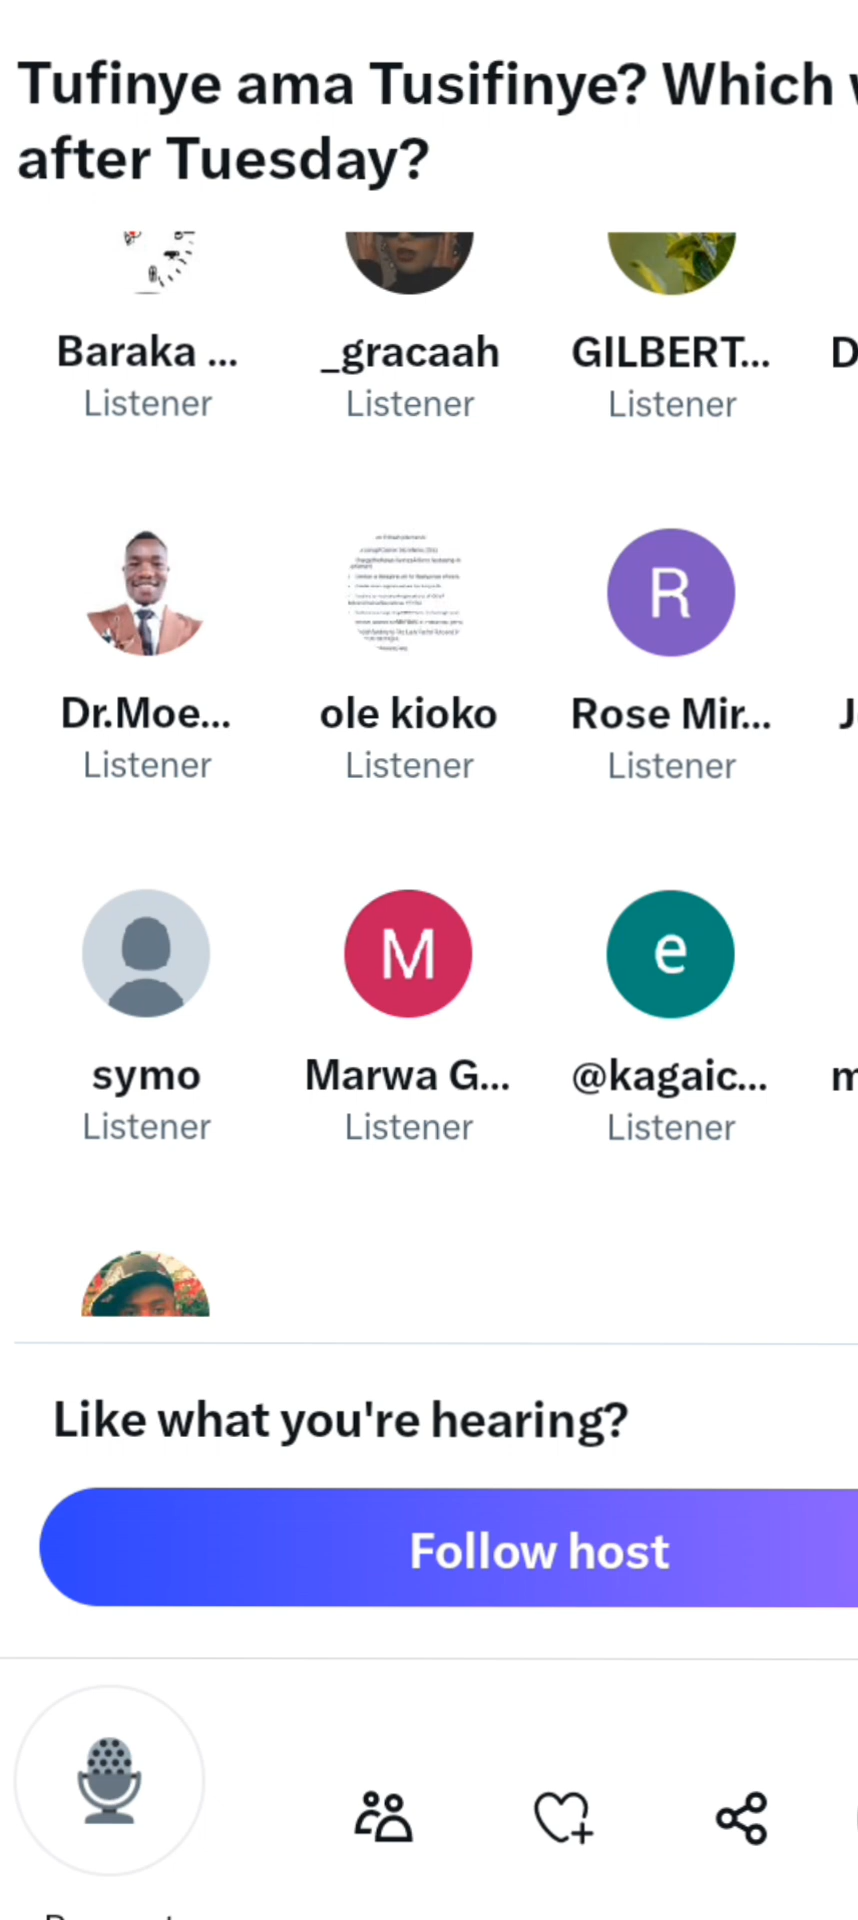 Tufinye ama Tusifinye? Which
after Tuesday?
Baraka ... _gracaah GILBERT... D
Listener Listener Listener
Dr.Moe... ole kioko Rose Mir... J
Listener Listener Listener
R
M e
symo Marwa G... @kagaic... m
Listener Listener Listener
Like what you're hearing?
Follow host